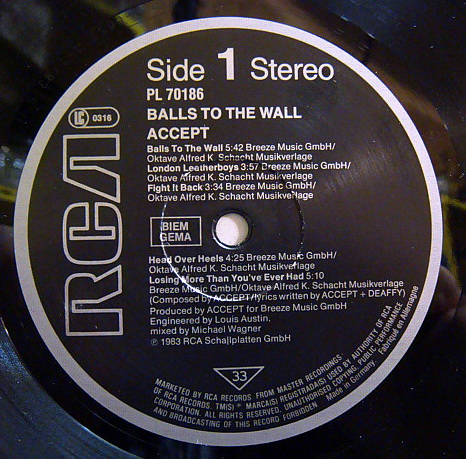 Side 1 Stereo
PL 70186
BALLS TO THE WALL
LC 0316
ACCEPT
Balls To The Wall 5:42 Breeze Music GmbH/
Oktave Alfred K. Schacht Musikverlage
London Leatherboys 3:57 Breeze Music GmbH/
Oktave Alfred K. Schacht Musikverlage
Fight It Back 3:34 Breeze Music GmbH/
Oktave Alfred K. Schacht Musikverlage
RCA
BIEM
GEMA
Head Over Heels 4:25 Breeze Music GmbH/
Oktave Alfred K. Schacht Musikverlage
Losing More Than You've Ever Had 5:10
Breeze Music GmbH/Oktave Alfred K. Schacht Musikverlage
(Composed by ACCEPT/lyrics written by ACCEPT + DEAFFY)
Produced by ACCEPT for Breeze Music GmbH
Engineered by Louis Austin,
mixed by Michael Wagner
℗ 1983 RCA Schallplatten GmbH
33
MARKETED BY RCA RECORDS FROM MASTER RECORDINGS
OF RCA RECORDS. TM(S) ® MARCA(S) REGISTRADA(S) USED BY AUTHORITY OF RCA
CORPORATION. ALL RIGHTS RESERVED. UNAUTHORISED COPYING, PUBLIC PERFORMANCE
AND BROADCASTING OF THIS RECORD FORBIDDEN Made in Germany Fabriqué en Allemagne